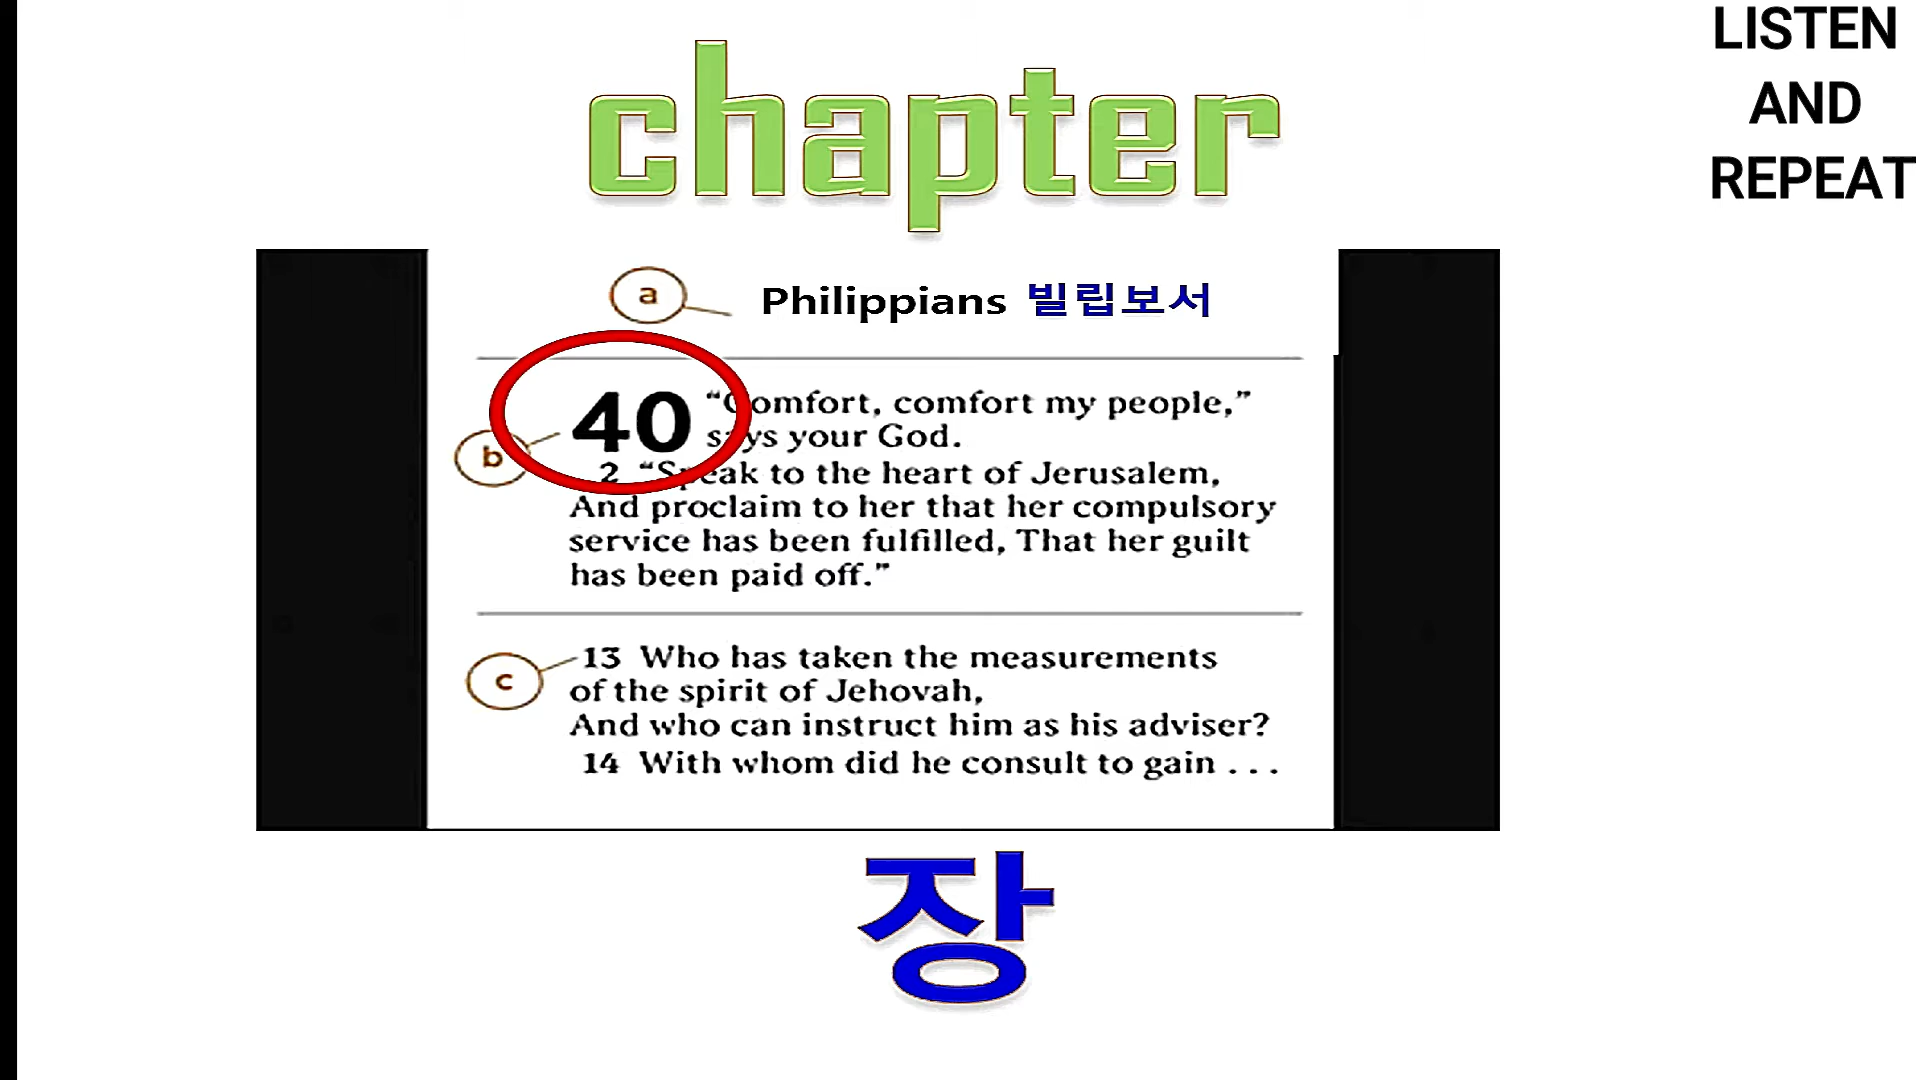 chapter
LISTEN
AND
REPEAT
a
Philippians 빌립보서
b
40 “Comfort, comfort my people,”
says your God.
2 “Speak to the heart of Jerusalem,
And proclaim to her that her compulsory
service has been fulfilled, That her guilt
has been paid off.”
c
13 Who has taken the measurements
of the spirit of Jehovah,
And who can instruct him as his adviser?
14 With whom did he consult to gain . . .
장